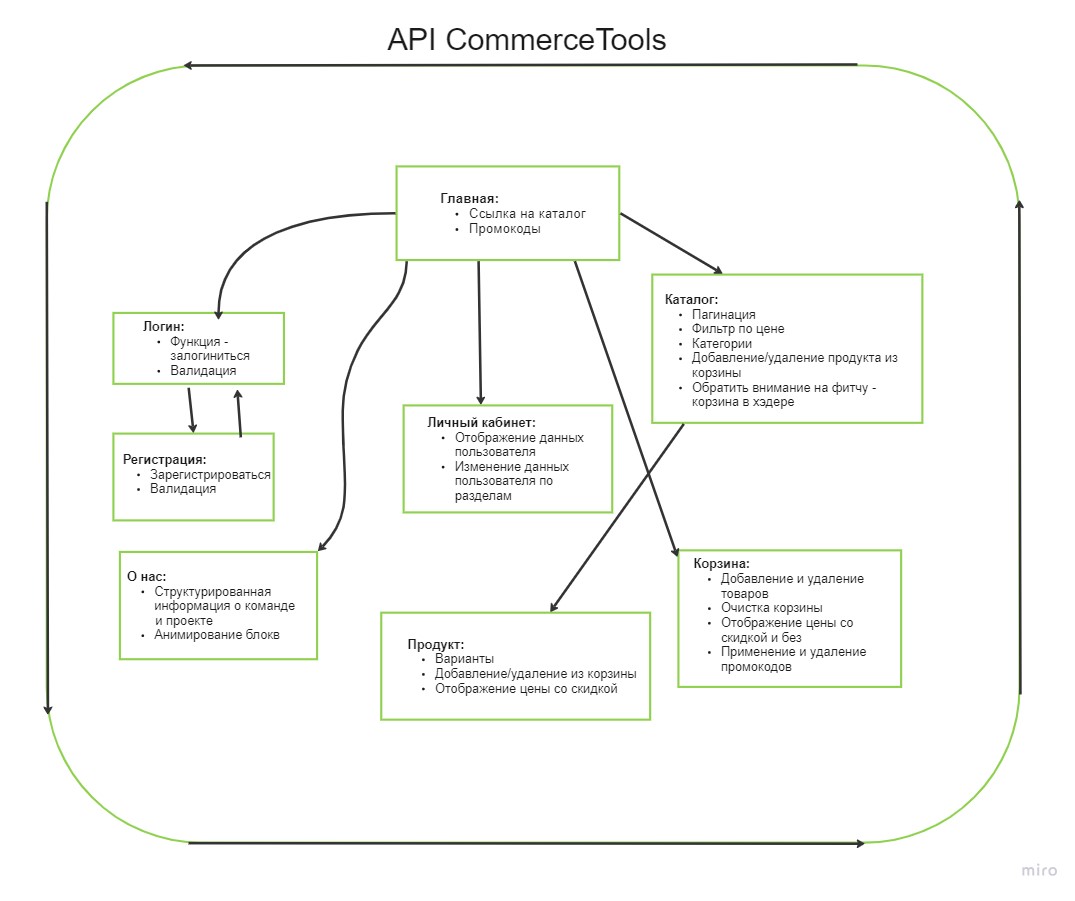 API CommerceTools
Главная:
• Ссылка на каталог
• Промокоды
Логин:
• Функция -
залогиниться
• Валидация
Каталог:
• Пагинация
• Фильтр по цене
• Категории
• Добавление/удаление продукта из
корзины
• Обратить внимание на фитчу -
корзина в хэдере
Личный кабинет:
• Отображение данных
пользователя
• Изменение данных
пользователя по
разделам
Регистрация:
• Зарегистрироваться
• Валидация
О нас:
• Структурированная
информация о команде
и проекте
• Анимирование блокв
Продукт:
• Варианты
• Добавление/удаление из корзины
• Отображение цены со скидкой
Корзина:
• Добавление и удаление
товаров
• Очистка корзины
• Отображение цены со
скидкой и без
• Применение и удаление
промокодов
miro